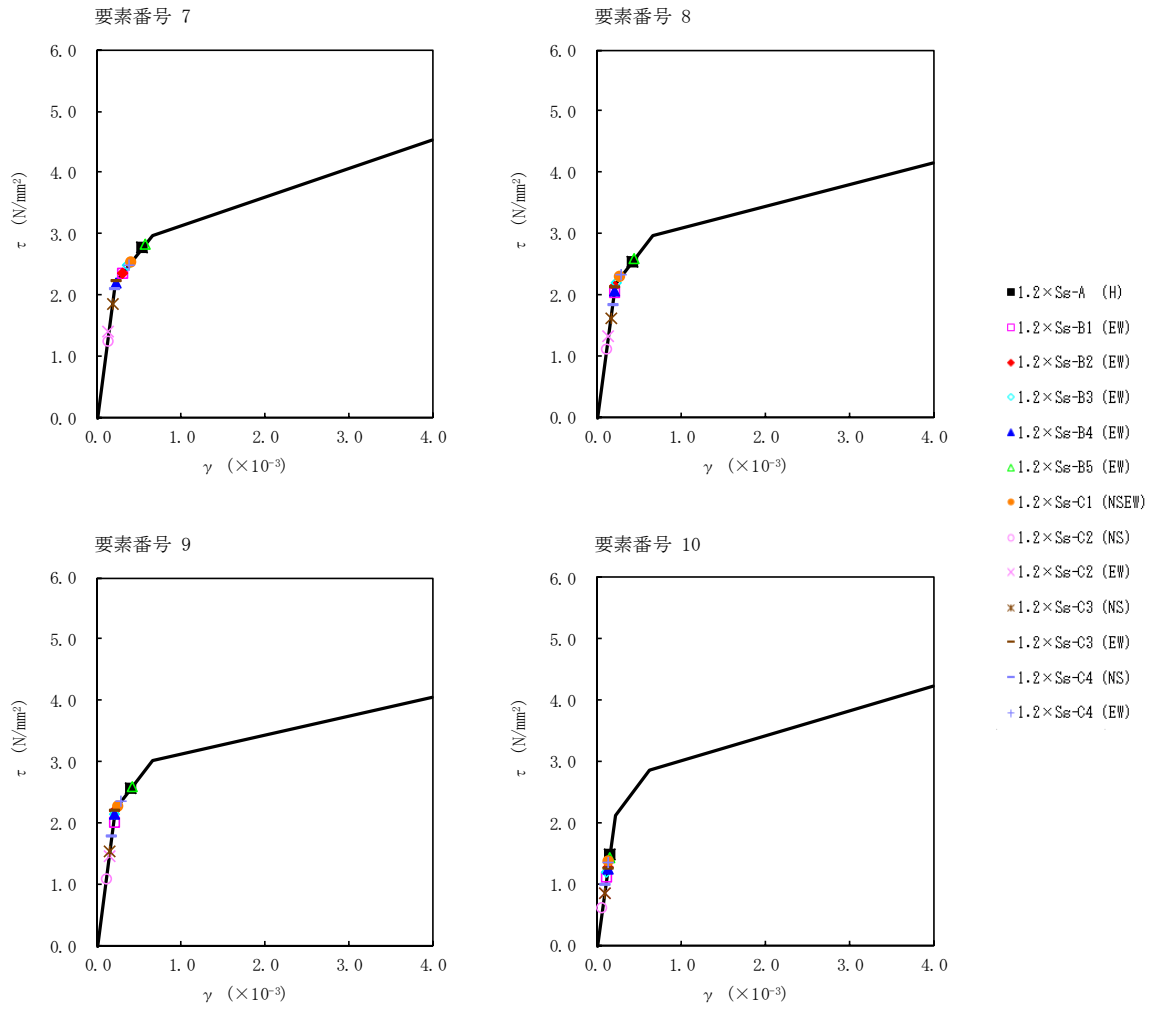 要素番号 7
6.0
5.0
4.0
3.0
2.0
1.0
0.0
τ (N/mm²)
0.0 1.0 2.0 3.0 4.0
γ (×10⁻³)
要素番号 8
6.0
5.0
4.0
3.0
2.0
1.0
0.0
τ (N/mm²)
0.0 1.0 2.0 3.0 4.0
γ (×10⁻³)
要素番号 9
6.0
5.0
4.0
3.0
2.0
1.0
0.0
τ (N/mm²)
0.0 1.0 2.0 3.0 4.0
γ (×10⁻³)
要素番号 10
6.0
5.0
4.0
3.0
2.0
1.0
0.0
τ (N/mm²)
0.0 1.0 2.0 3.0 4.0
γ (×10⁻³)
1.2×Ss-A (H)
1.2×Ss-B1 (EW)
1.2×Ss-B2 (EW)
1.2×Ss-B3 (EW)
1.2×Ss-B4 (EW)
1.2×Ss-B5 (EW)
1.2×Ss-C1 (NSEW)
1.2×Ss-C2 (NS)
1.2×Ss-C2 (EW)
1.2×Ss-C3 (NS)
1.2×Ss-C3 (EW)
1.2×Ss-C4 (NS)
1.2×Ss-C4 (EW)